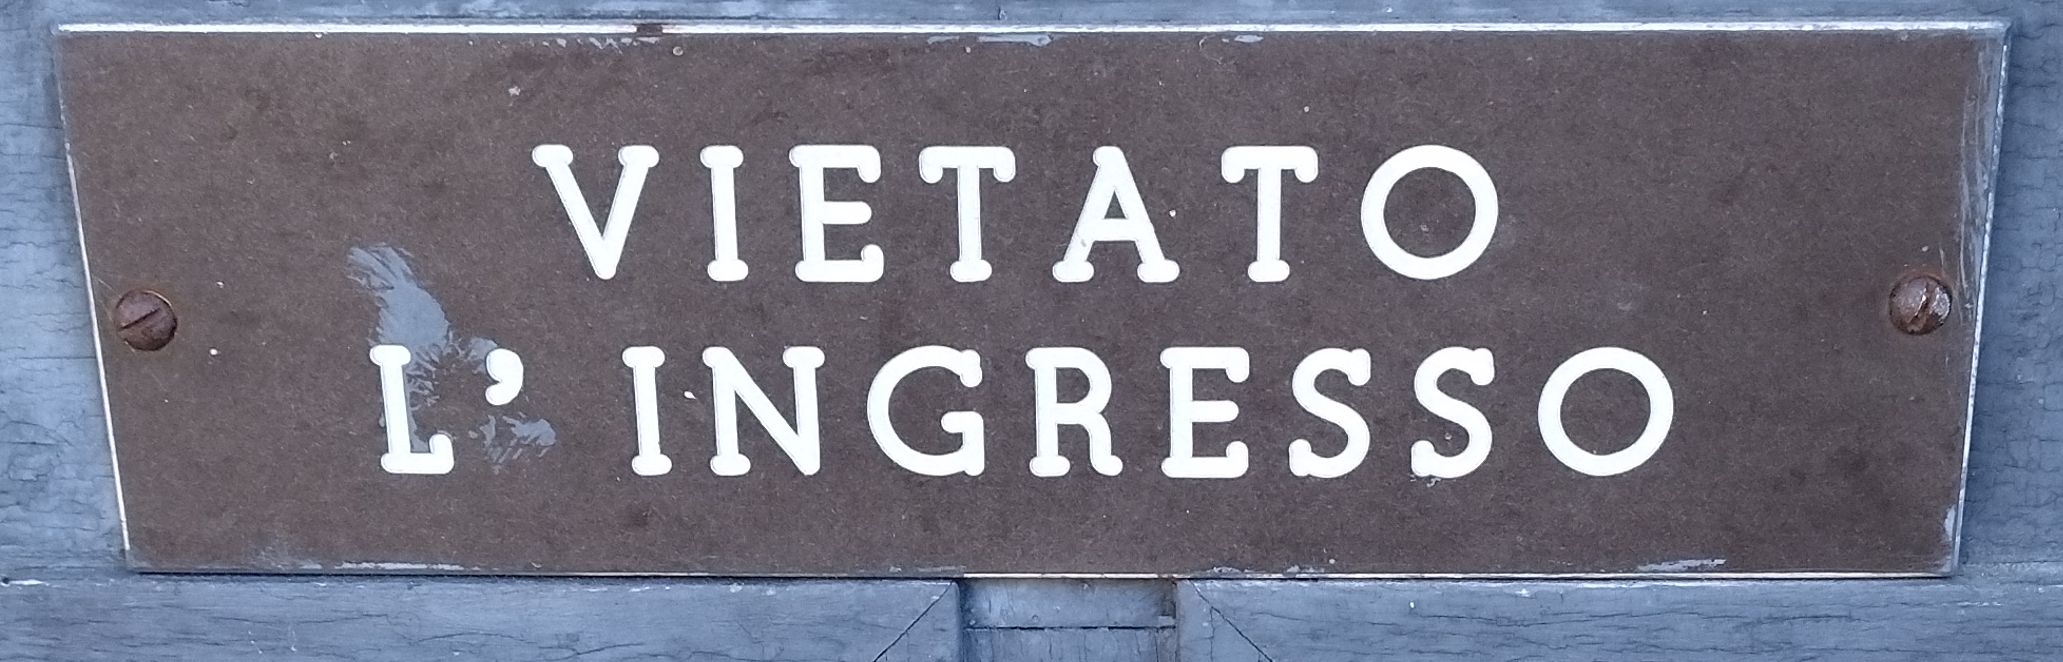 VIETATO
L' INGRESSO